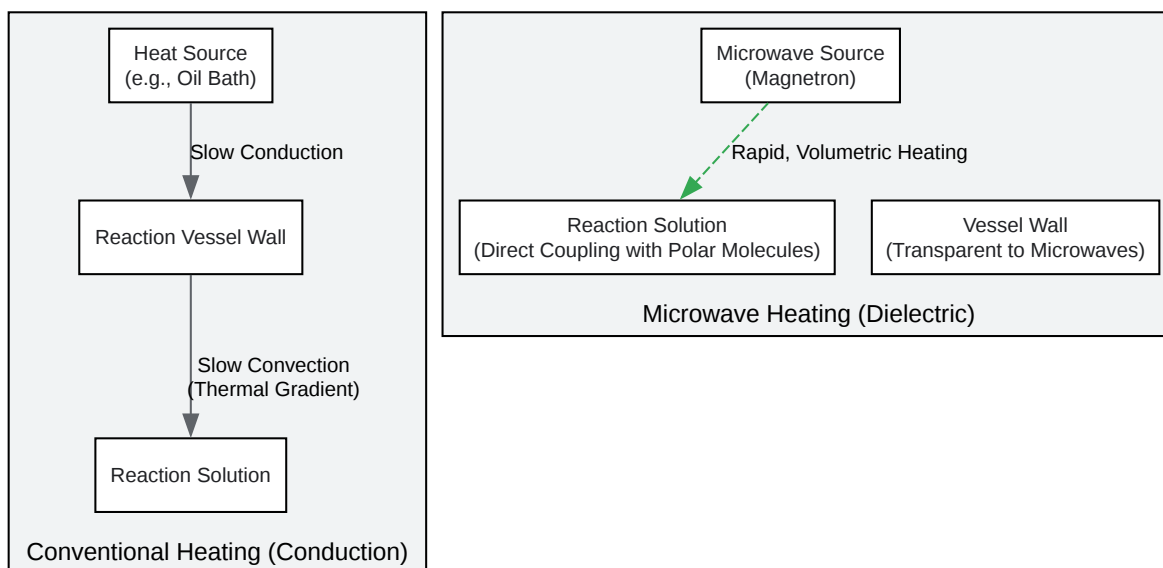 Heat Source
(e.g., Oil Bath)
Slow Conduction
Reaction Vessel Wall
Slow Convection
(Thermal Gradient)
Reaction Solution
Conventional Heating (Conduction)
Microwave Source
(Magnetron)
Rapid, Volumetric Heating
Reaction Solution
(Direct Coupling with Polar Molecules)
Vessel Wall
(Transparent to Microwaves)
Microwave Heating (Dielectric)